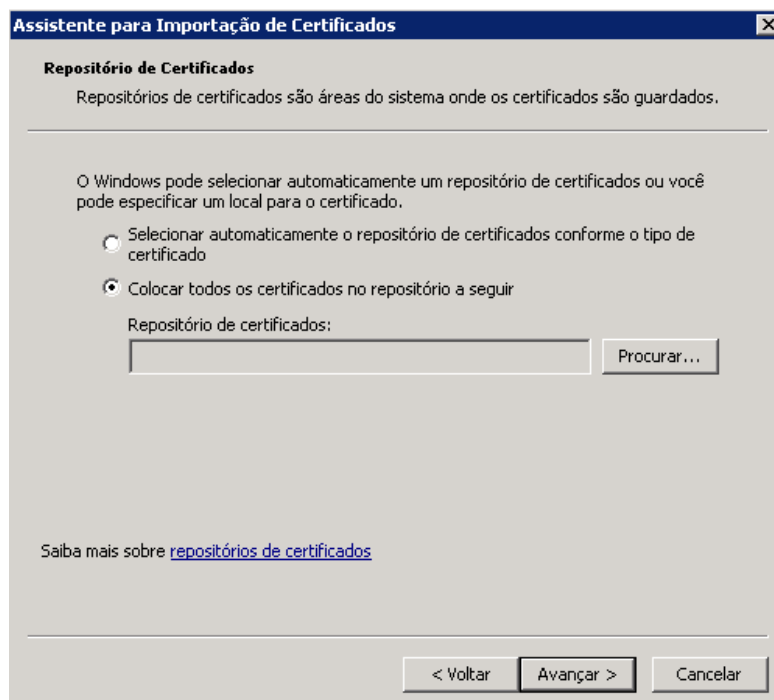 Assistente para Importação de Certificados
Repositório de Certificados
Repositórios de certificados são áreas do sistema onde os certificados são guardados.
O Windows pode selecionar automaticamente um repositório de certificados ou você
pode especificar um local para o certificado.
Selecionar automaticamente o repositório de certificados conforme o tipo de
certificado
Colocar todos os certificados no repositório a seguir
Repositório de certificados:
Procurar...
Saiba mais sobre repositórios de certificados
< Voltar Avançar > Cancelar